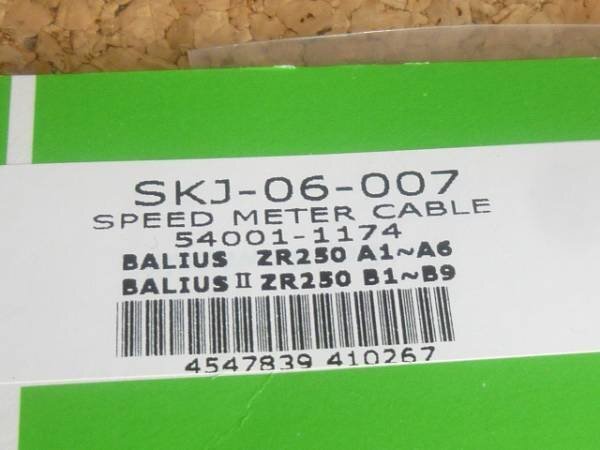 SKJ-06-007
SPEED METER CABLE
54001-1174
BALIUS ZR250 A1~A6
BALIUS II ZR250 B1~B9
4547839 410267